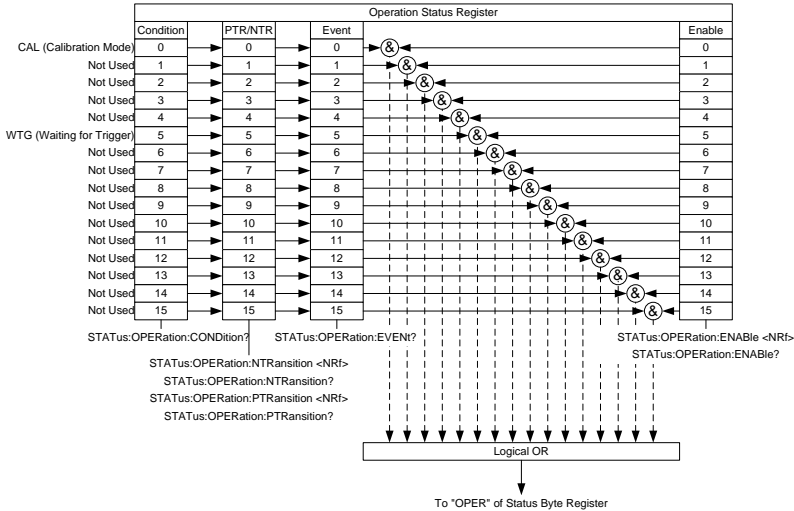 Operation Status Register
Condition PTR/NTR Event Enable
CAL (Calibration Mode) 0 0 0 & 0
Not Used 1 1 1 & 1
Not Used 2 2 2 & 2
Not Used 3 3 3 & 3
Not Used 4 4 4 & 4
WTG (Waiting for Trigger) 5 5 5 & 5
Not Used 6 6 6 & 6
Not Used 7 7 7 & 7
Not Used 8 8 8 & 8
Not Used 9 9 9 & 9
Not Used 10 10 10 & 10
Not Used 11 11 11 & 11
Not Used 12 12 12 & 12
Not Used 13 13 13 & 13
Not Used 14 14 14 & 14
Not Used 15 15 15 & 15
STATus:OPERation:CONDition? STATus:OPERation:EVENt? STATus:OPERation:ENABle <NRf>
STATus:OPERation:ENABle?
STATus:OPERation:NTRansition <NRf>
STATus:OPERation:NTRansition?
STATus:OPERation:PTRansition <NRf>
STATus:OPERation:PTRansition?
Logical OR
To "OPER" of Status Byte Register